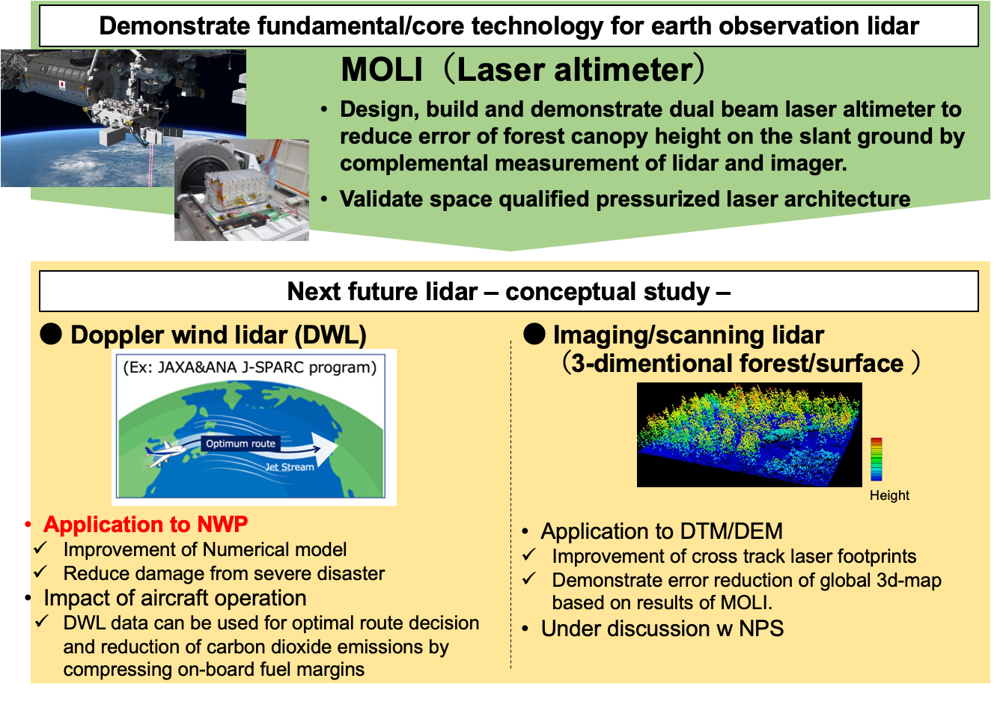 Demonstrate fundamental/core technology for earth observation lidar
MOLI（Laser altimeter）
• Design, build and demonstrate dual beam laser altimeter to
reduce error of forest canopy height on the slant ground by
complemental measurement of lidar and imager.
• Validate space qualified pressurized laser architecture
Next future lidar – conceptual study –
● Doppler wind lidar (DWL)
(Ex: JAXA&ANA J-SPARC program)
Optimum route
Jet Stream
• Application to NWP
✓ Improvement of Numerical model
✓ Reduce damage from severe disaster
• Impact of aircraft operation
✓ DWL data can be used for optimal route decision
and reduction of carbon dioxide emissions by
compressing on-board fuel margins
● Imaging/scanning lidar
（3-dimentional forest/surface ）
Height
• Application to DTM/DEM
✓ Improvement of cross track laser footprints
✓ Demonstrate error reduction of global 3d-map
based on results of MOLI.
• Under discussion w NPS